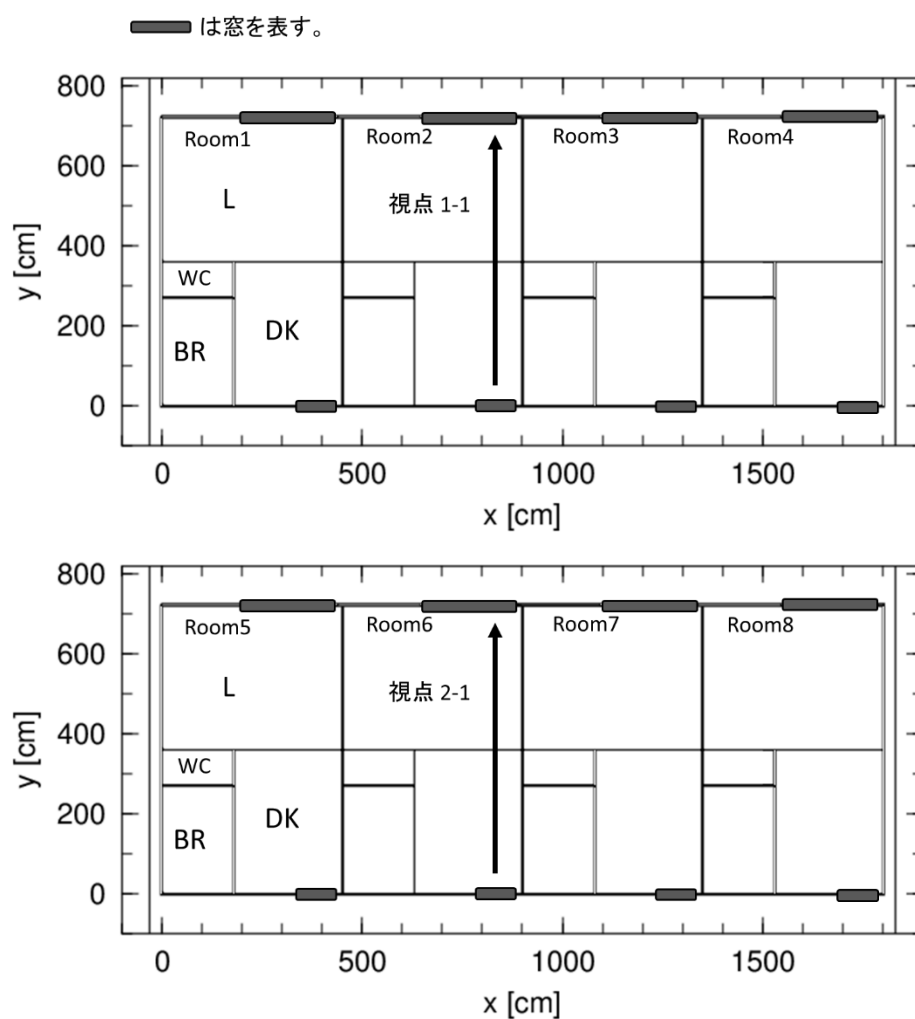 は窓を表す。
800
600
400
200
0
y [cm]
Room1
Room2
Room3
Room4
L
視点 1-1
WC
BR
DK
0
500
1000
1500
x [cm]
800
600
400
200
0
y [cm]
Room5
Room6
Room7
Room8
L
視点 2-1
WC
BR
DK
0
500
1000
1500
x [cm]